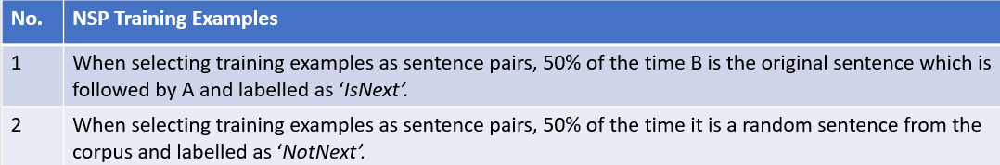 No. NSP Training Examples
1 When selecting training examples as sentence pairs, 50% of the time B is the original sentence which is
followed by A and labelled as ‘IsNext’.
2 When selecting training examples as sentence pairs, 50% of the time it is a random sentence from the
corpus and labelled as ‘NotNext’.